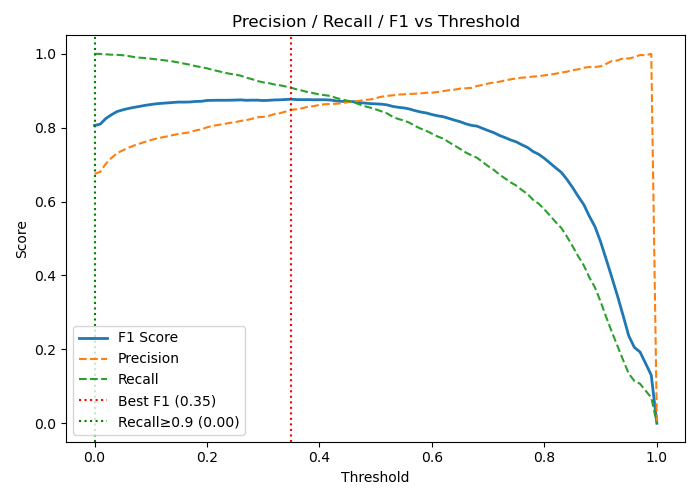 Precision / Recall / F1 vs Threshold
Score
1.0
0.8
0.6
0.4
0.2
0.0
F1 Score
Precision
Recall
Best F1 (0.35)
Recall≥0.9 (0.00)
0.0 0.2 0.4 0.6 0.8 1.0
Threshold